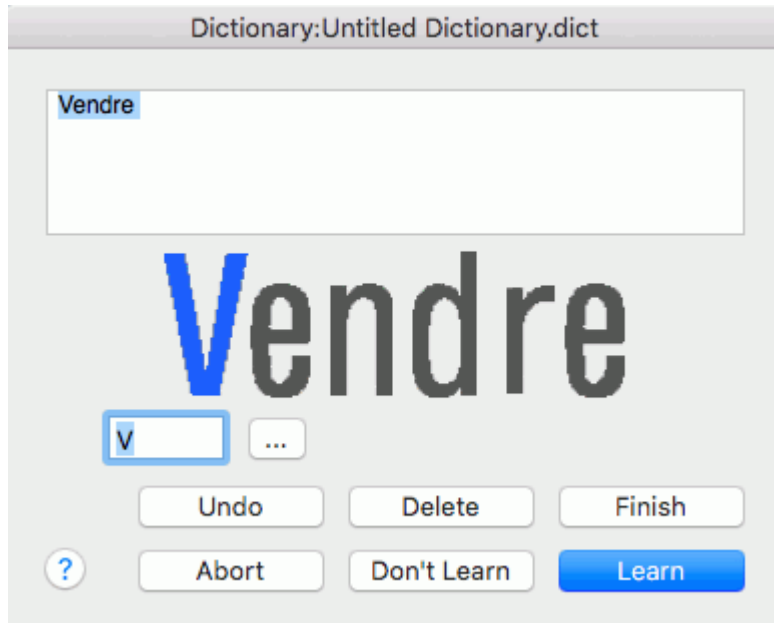 Dictionary:Untitled Dictionary.dict
Vendre
Vendre
V ...
Undo Delete Finish
? Abort Don't Learn Learn